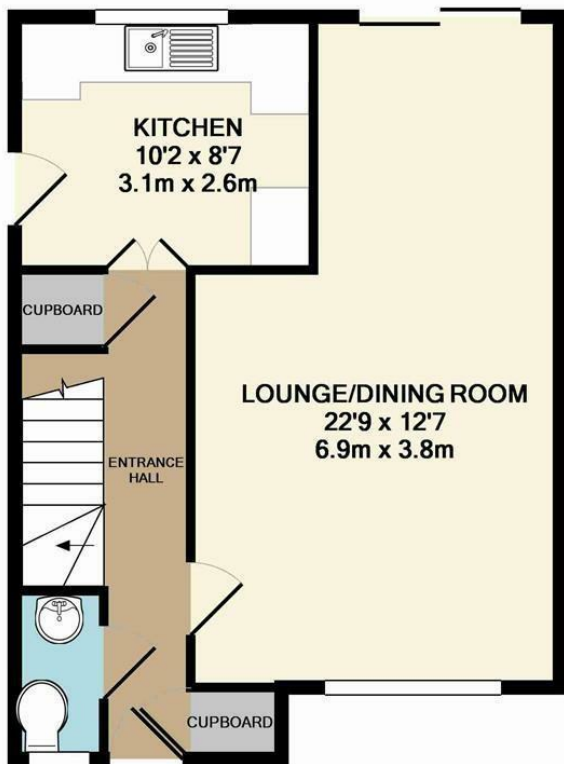 KITCHEN
10'2 x 8'7
3.1m x 2.6m
CUPBOARD
LOUNGE/DINING ROOM
22'9 x 12'7
6.9m x 3.8m
ENTRANCE
HALL
CUPBOARD